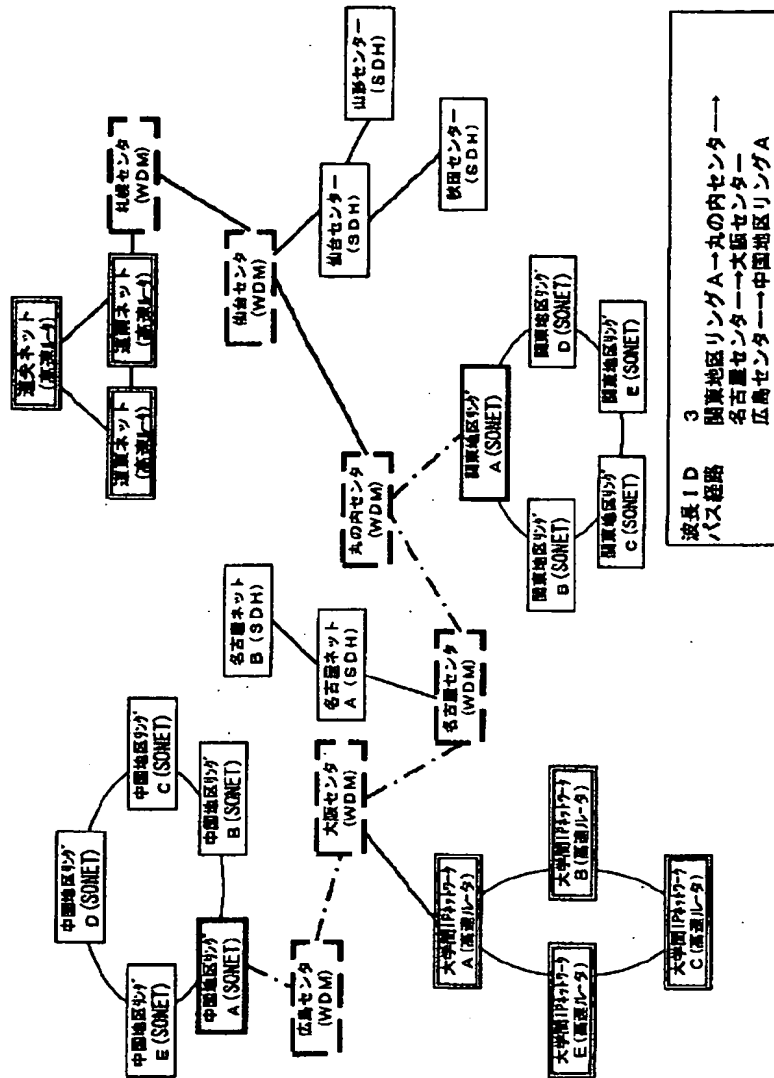 中国地区リング
D (SONET)
中国地区リング
E (SONET)
中国地区リング
C (SONET)
中国地区リング
A (SONET)
中国地区リング
B (SONET)
広島センタ
(WDM)
大阪センタ
(WDM)
名古屋ネット
B (SDH)
名古屋ネット
A (SDH)
名古屋センタ
(WDM)
大学間IPネットワーク
A (高速ルータ)
大学間IPネットワーク
E (高速ルータ)
大学間IPネットワーク
B (高速ルータ)
大学間IPネットワーク
C (高速ルータ)
道央ネット
(高速ルータ)
道東ネット
(高速ルータ)
道南ネット
(高速ルータ)
札幌センタ
(WDM)
仙台センタ
(WDM)
仙台センター
(SDH)
山形センター
(SDH)
秋田センター
(SDH)
丸の内センタ
(WDM)
関東地区リング
A (SONET)
関東地区リング
B (SONET)
関東地区リング
D (SONET)
関東地区リング
C (SONET)
関東地区リング
E (SONET)
波長ID 3
パス経路 関東地区リングA→丸の内センター→
名古屋センター→大阪センター
広島センター→中国地区リングA